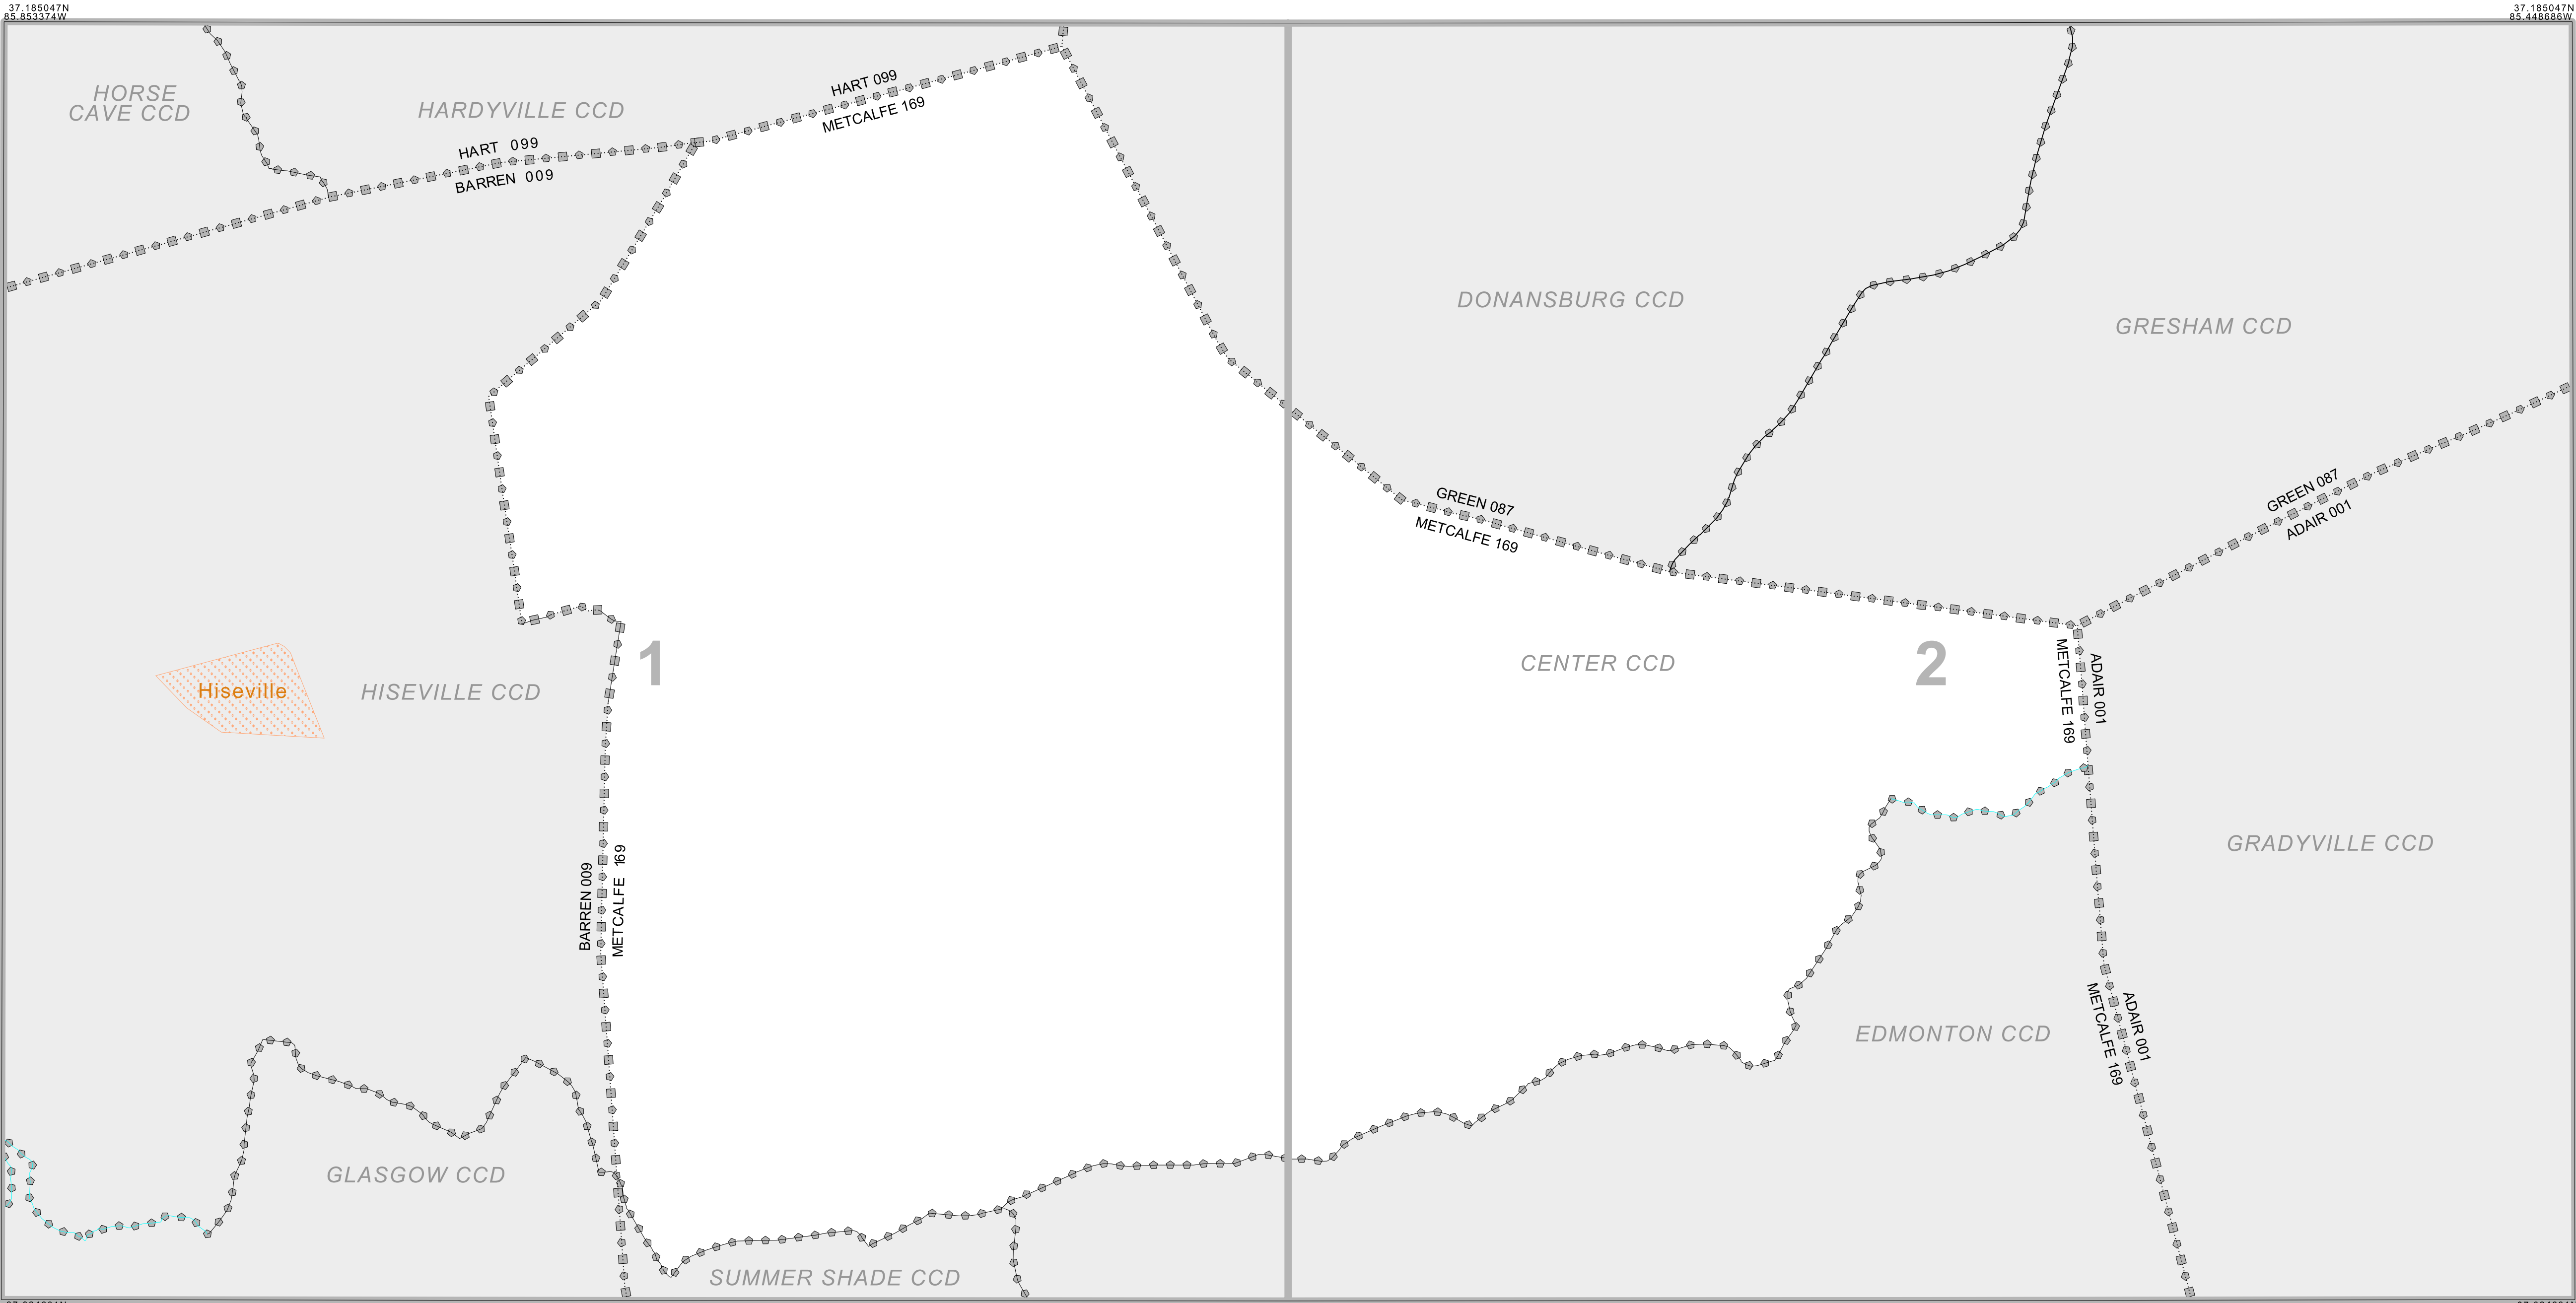 37.185047N
85.853374W
37.185047N
85.448686W
HORSE
CAVE CCD
HARDYVILLE CCD
HART 099
METCALFE 169
HART 099
BARREN 009
DONANSBURG CCD
GRESHAM CCD
GREEN 087
METCALFE 169
GREEN 087
ADAIR 001
Hiseville
HISEVILLE CCD
1
CENTER CCD
2
METCALFE 169
ADAIR 001
BARREN 009
METCALFE 169
GRADYVILLE CCD
EDMONTON CCD
METCALFE 169
ADAIR 001
GLASGOW CCD
SUMMER SHADE CCD